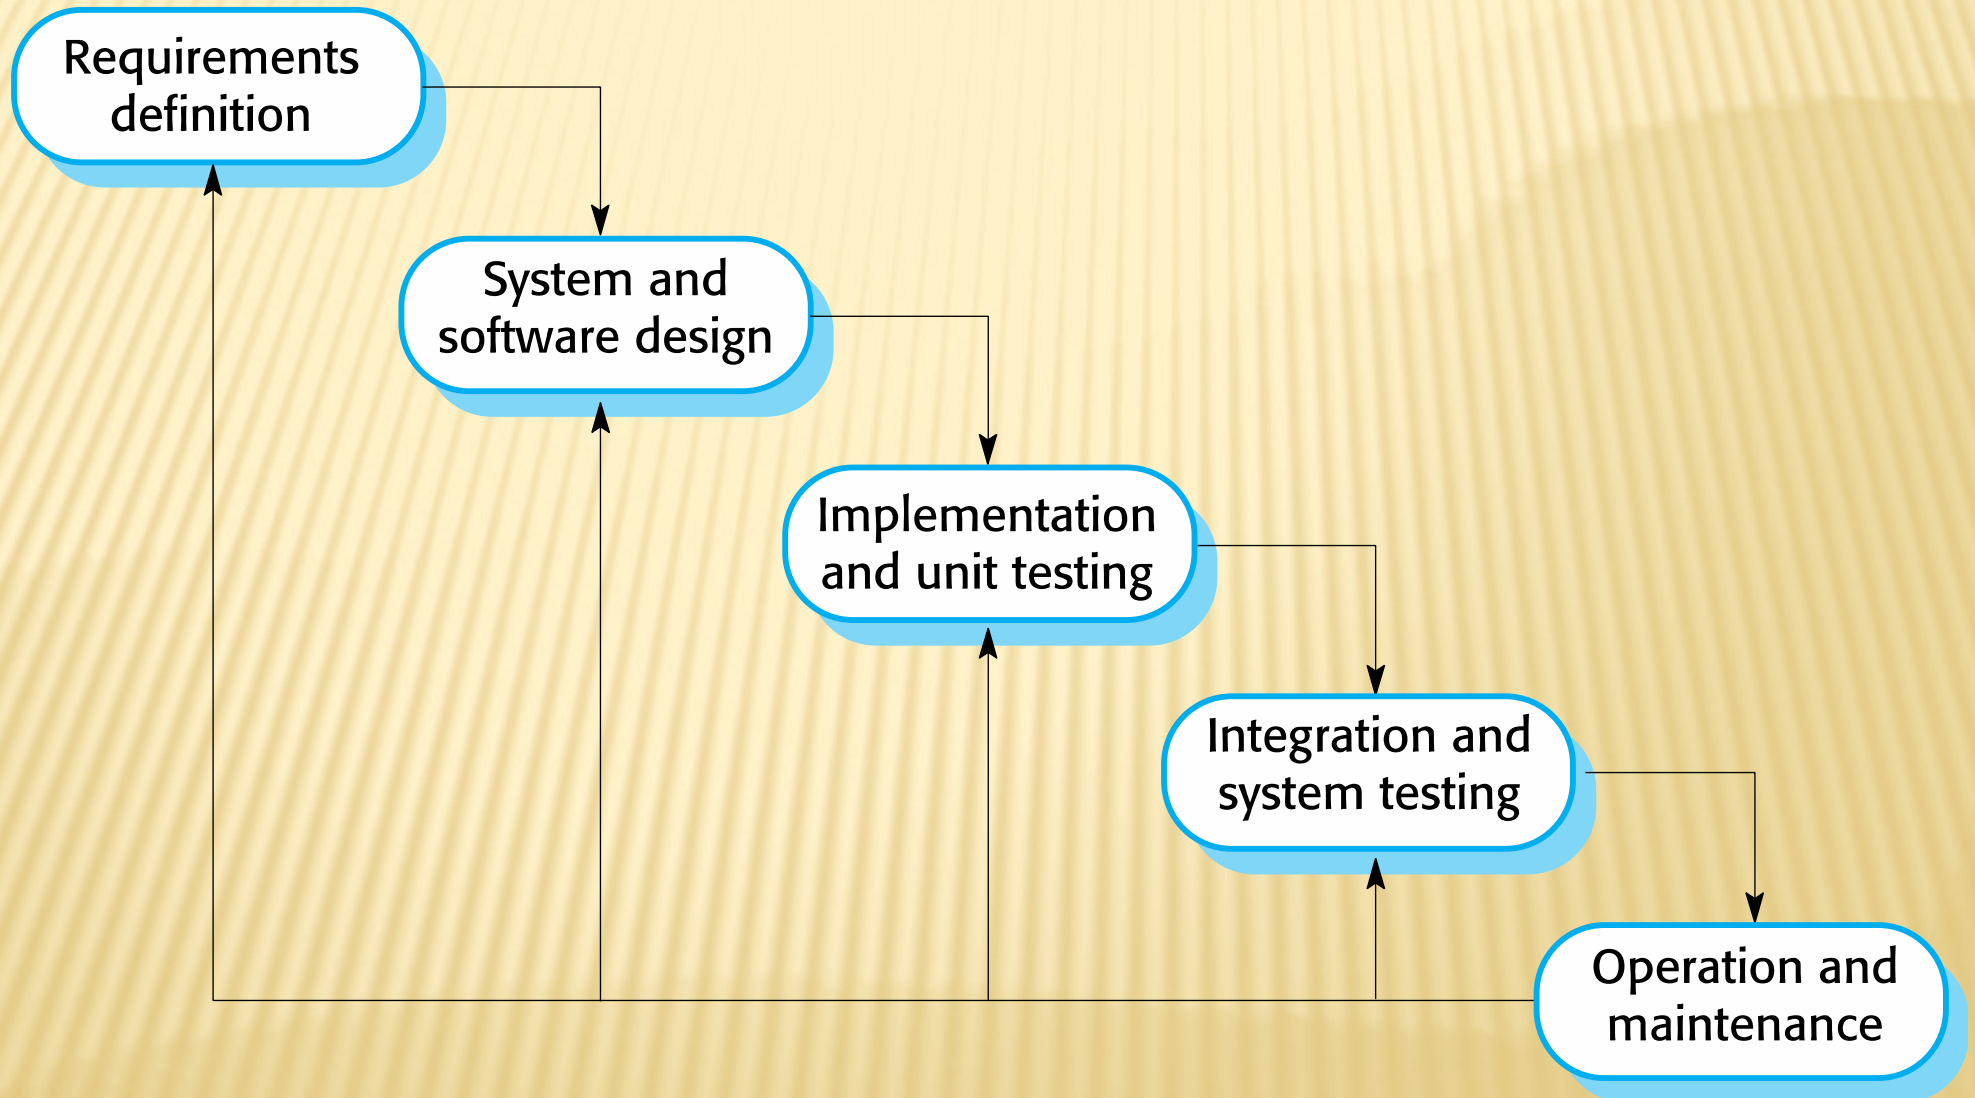 Requirements
definition
System and
software design
Implementation
and unit testing
Integration and
system testing
Operation and
maintenance